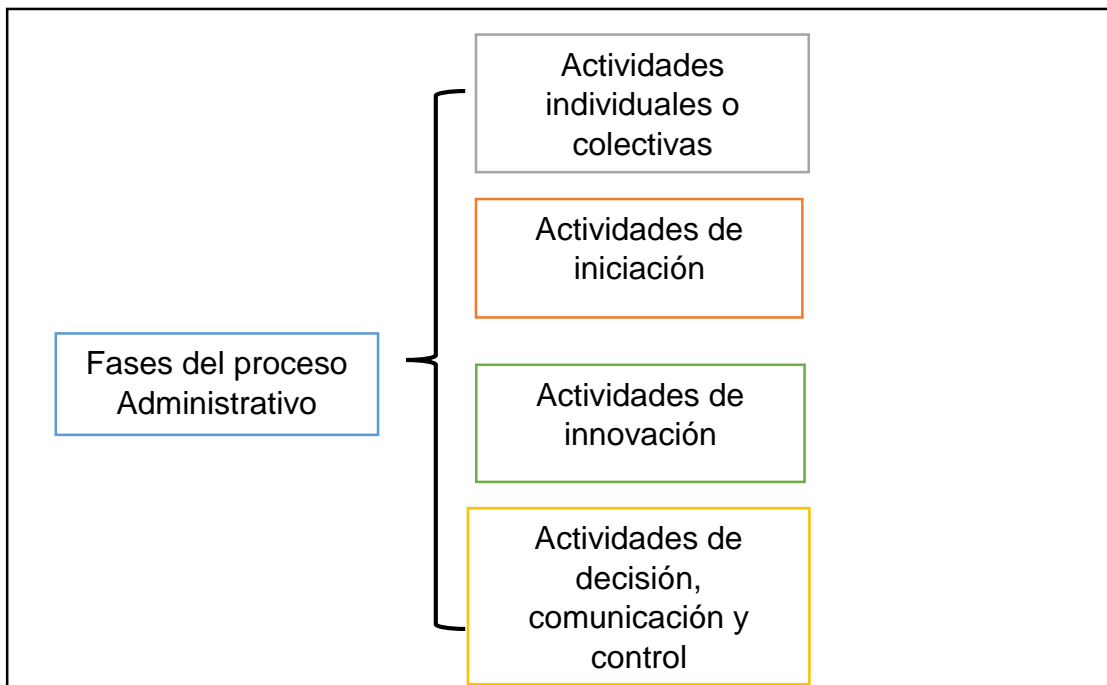 Actividades
individuales o
colectivas
Actividades de
iniciación
Fases del proceso
Administrativo
Actividades de
innovación
Actividades de
decisión,
comunicación y
control